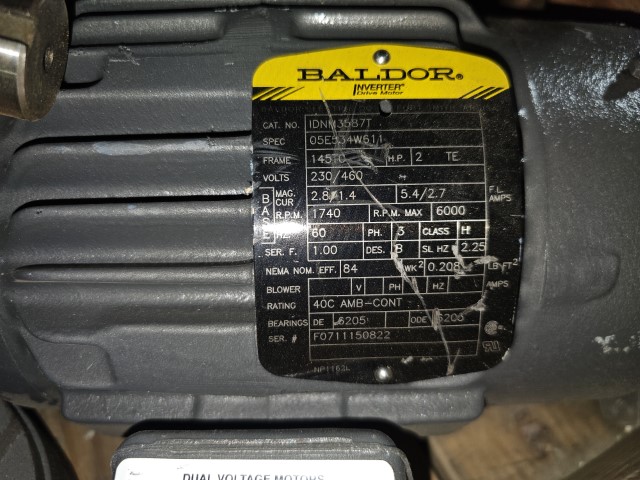 BALDOR®
INVERTER®
Drive Motor
CAT. NO. IDNM3587T
SPEC 05E534W611
FRAME H.P. 2 TE
VOLTS 230/460
MAG. CUR 2.8/1.4 5.4/2.7 F.L. AMPS
BASE R.P.M. 1740 R.P.M. MAX 6000
HZ 60 PH. 3 CLASS H
SER. F. 1.00 DES. B SL HZ 2.25
NEMA NOM. EFF. 84 WK² 0.208 LB-FT²
BLOWER V PH HZ AMPS
RATING 40C AMB-CONT
BEARINGS DE 6205 ODE
SER. # F0711150822
NP1163L
DUAL VOLTAGE MOTORS